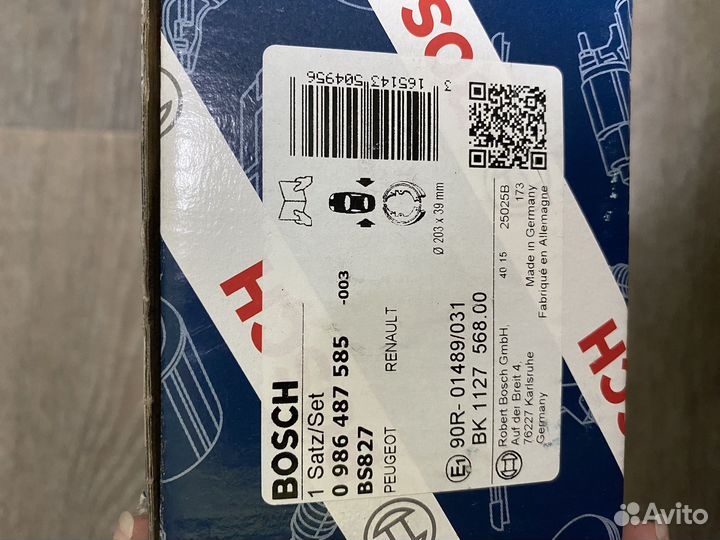 BOSCH
1 Satz/Set
0 986 487 585 -003
BS827
PEUGEOT RENAULT
3 165143 504956
Ø 203 x 39 mm
E1 90R- 01489/031
BK 1127 568.00
Robert Bosch GmbH,
Auf der Breit 4,
76227 Karlsruhe
Germany
40 15 25025B
173
Made in Germany
Fabriqué en Allemagne
BOSCH
SCH
Avito